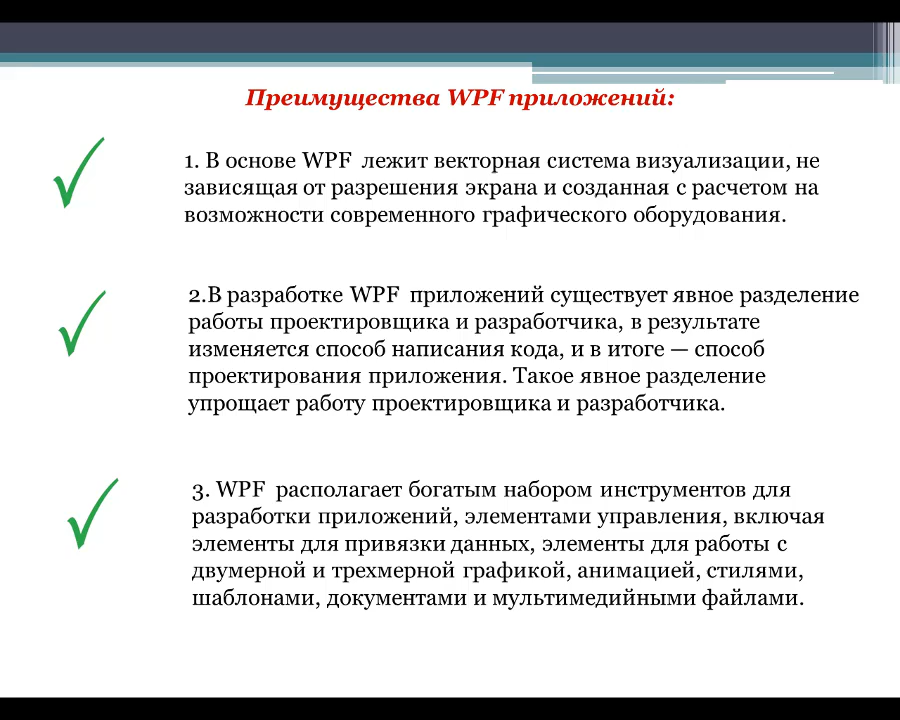 Преимущества WPF приложений:
1. В основе WPF лежит векторная система визуализации, не
зависящая от разрешения экрана и созданная с расчетом на
возможности современного графического оборудования.
2.В разработке WPF приложений существует явное разделение
работы проектировщика и разработчика, в результате
изменяется способ написания кода, и в итоге — способ
проектирования приложения. Такое явное разделение
упрощает работу проектировщика и разработчика.
3. WPF располагает богатым набором инструментов для
разработки приложений, элементами управления, включая
элементы для привязки данных, элементы для работы с
двумерной и трехмерной графикой, анимацией, стилями,
шаблонами, документами и мультимедийными файлами.